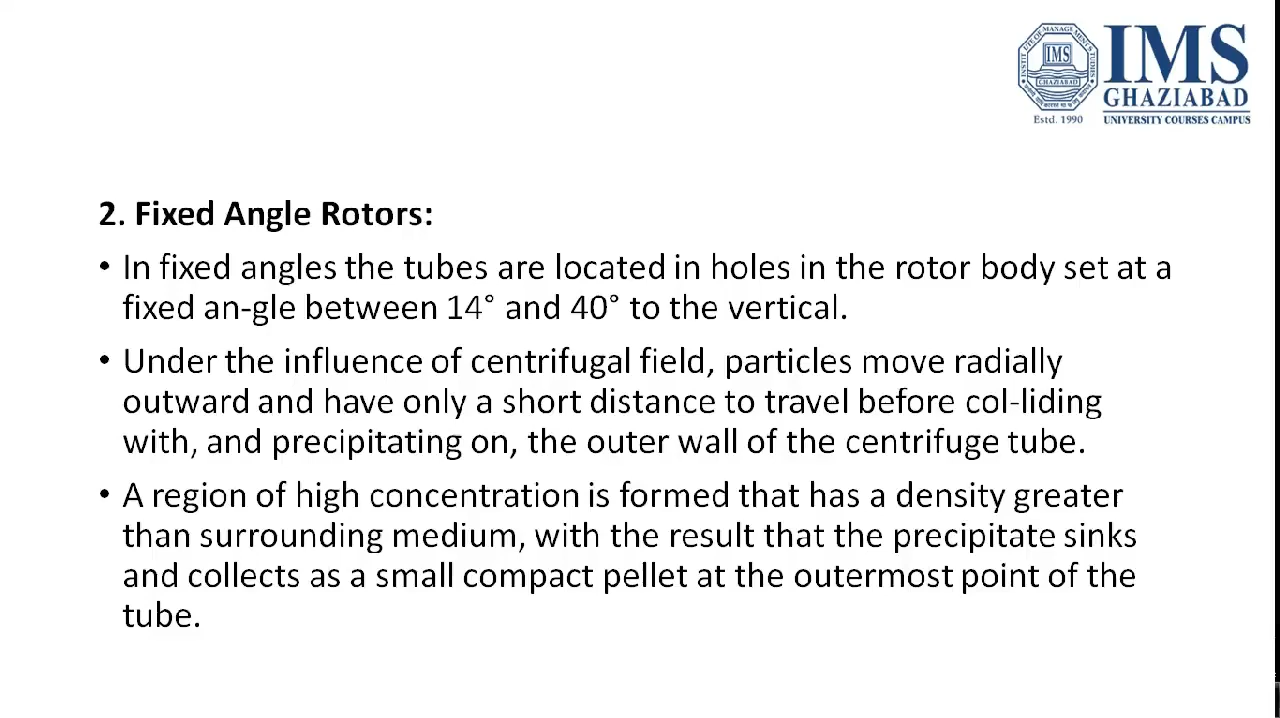 IMS
GHAZIABAD
Estd. 1990
UNIVERSITY COURSES CAMPUS
2. Fixed Angle Rotors:
• In fixed angles the tubes are located in holes in the rotor body set at a
fixed an-gle between 14° and 40° to the vertical.
• Under the influence of centrifugal field, particles move radially
outward and have only a short distance to travel before col-liding
with, and precipitating on, the outer wall of the centrifuge tube.
• A region of high concentration is formed that has a density greater
than surrounding medium, with the result that the precipitate sinks
and collects as a small compact pellet at the outermost point of the
tube.